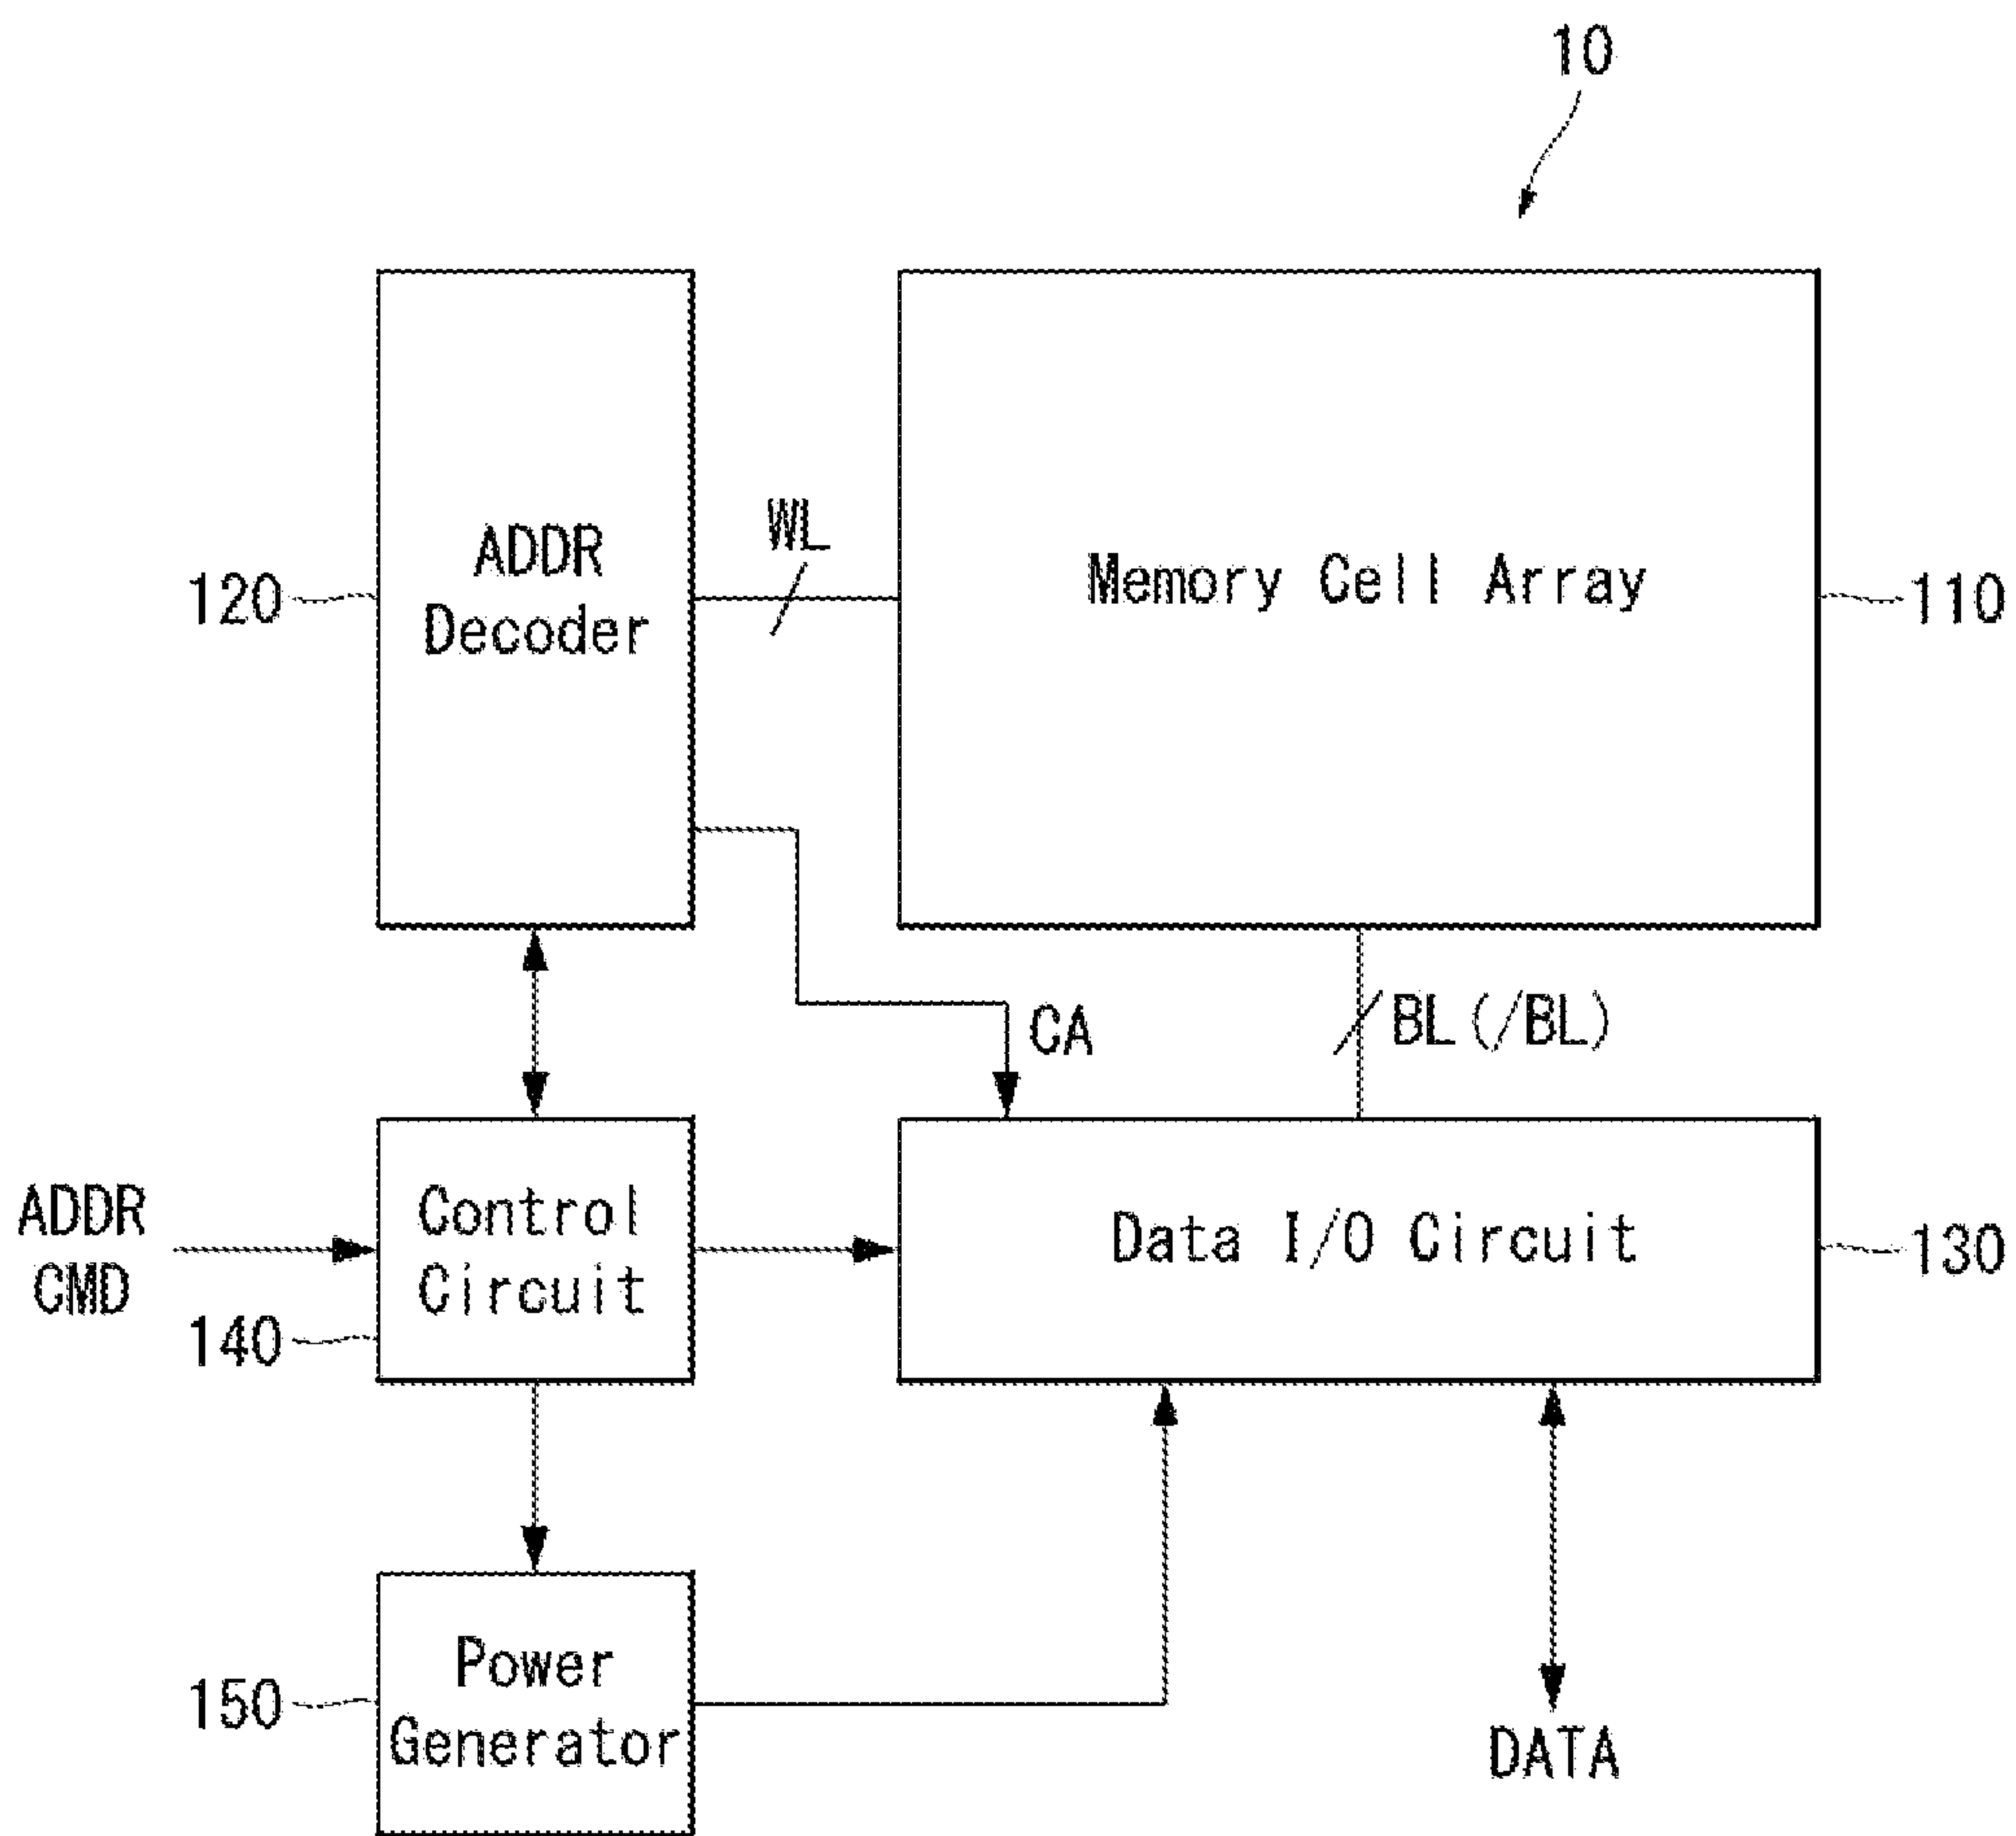 10
ADDR
Decoder
120
WL
Memory Cell Array
110
CA
BL(/BL)
ADDR
CMD
Control
Circuit
140
Data I/O Circuit
130
Power
Generator
150
DATA